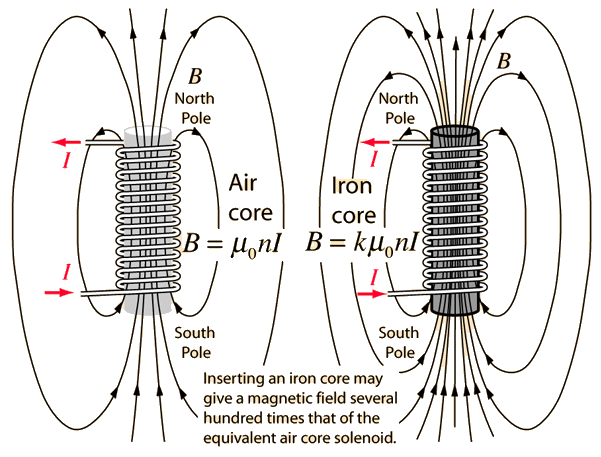 B
North
Pole
I
Air
core
B = μ₀nI
I
South
Pole
B
North
Pole
I
Iron
core
B = kμ₀nI
I
South
Pole
Inserting an iron core may
give a magnetic field several
hundred times that of the
equivalent air core solenoid.